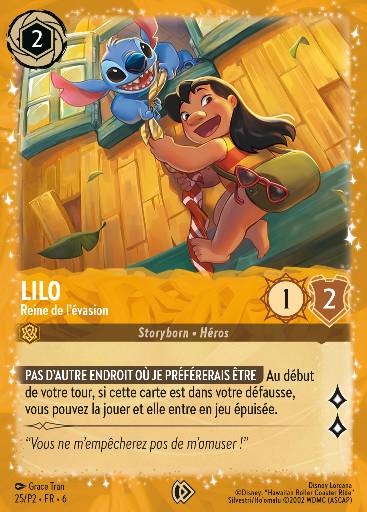 2
LILO
Reine de l'évasion
1
2
Storyborn • Héros
PAS D'AUTRE ENDROIT OÙ JE PRÉFÉRERAIS ÊTRE Au début
de votre tour, si cette carte est dans votre défausse,
vous pouvez la jouer et elle entre en jeu épuisée.
“Vous ne m'empêcherez pas de m'amuser !”
Grace Tran
25/P2 • FR • 6
Disney Lorcana
©Disney. "Hawaiian Roller Coaster Ride"
Silvestri/Ho'omalu ©2002 WDMC (ASCAP)